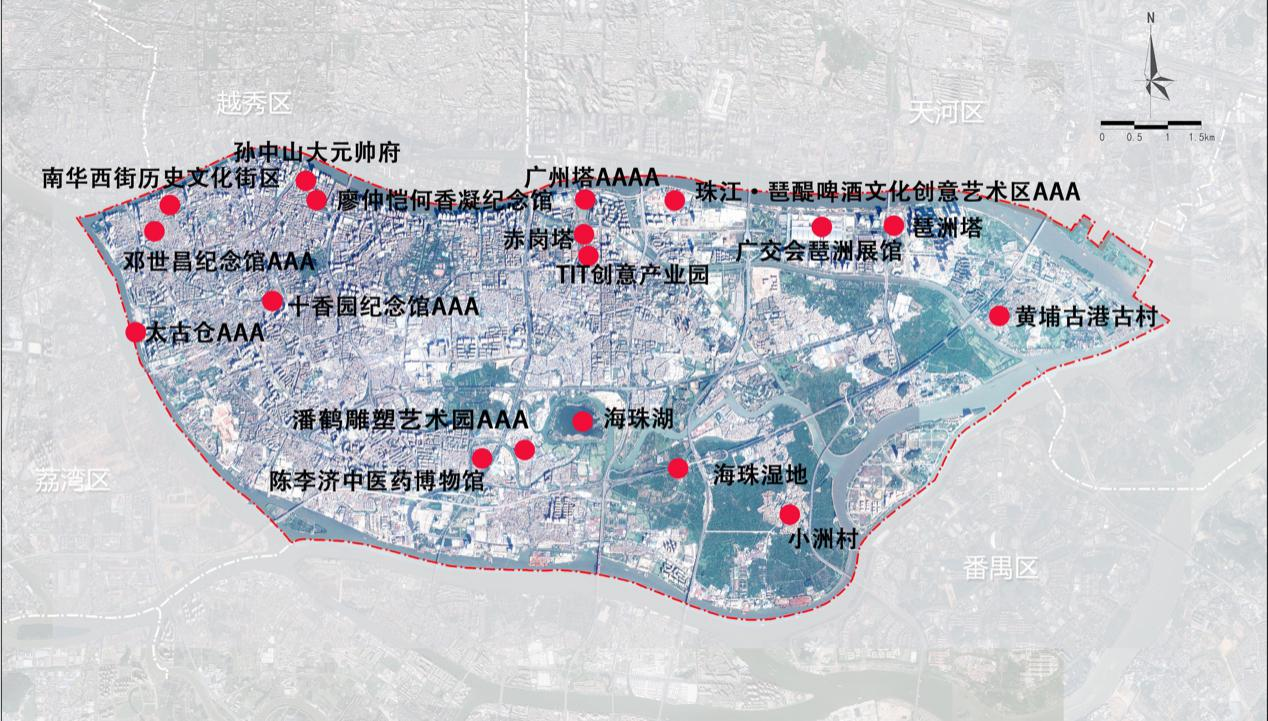 N
0 0.5 1 1.5km
越秀区
天河区
孙中山大元帅府
南华西街历史文化街区
广州塔AAAA
珠江·琶醍啤酒文化创意艺术区AAA
廖仲恺何香凝纪念馆
琶洲塔
赤岗塔
广交会琶洲展馆
邓世昌纪念馆AAA
TIT创意产业园
十香园纪念馆AAA
黄埔古港古村
太古仓AAA
潘鹤雕塑艺术园AAA
海珠湖
荔湾区
陈李济中医药博物馆
海珠湿地
小洲村
番禺区